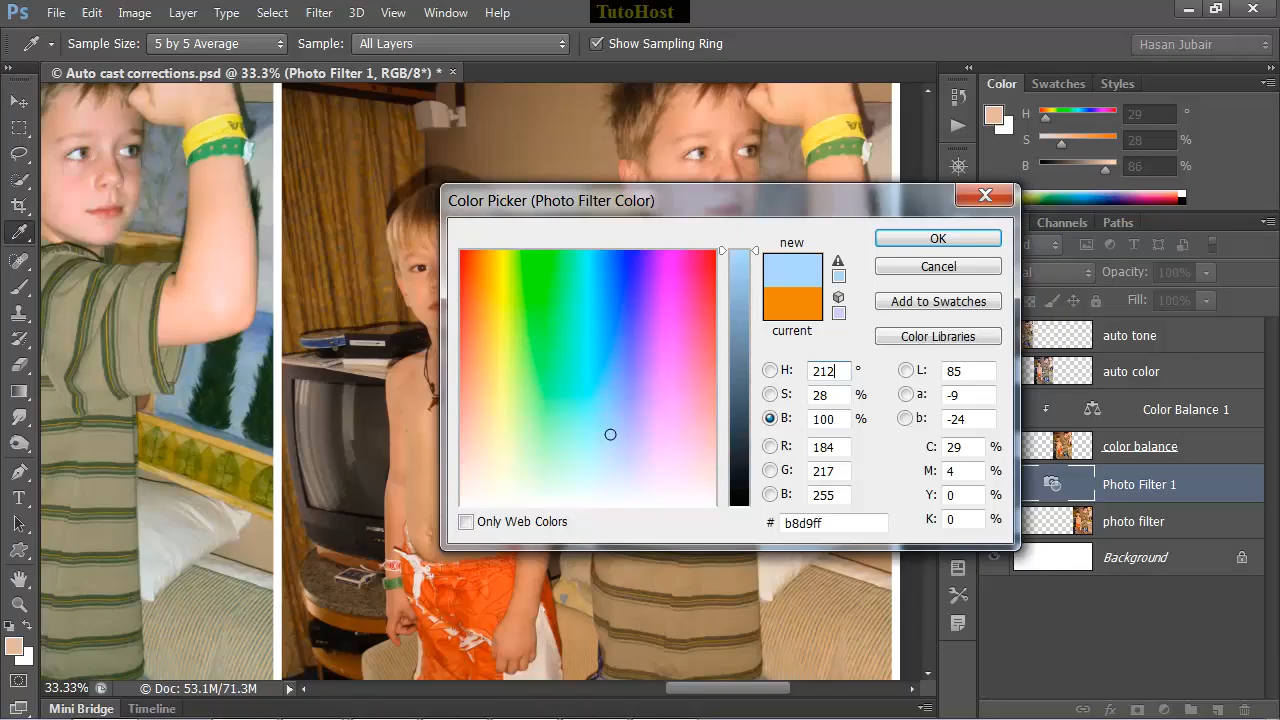 Ps File Edit Image Layer Type Select Filter 3D View Window Help
TutoHost
Sample Size: 5 by 5 Average Sample: All Layers Show Sampling Ring Hasan Jubair
© Auto cast corrections.psd @ 33.3% (Photo Filter 1, RGB/8*) * ×
Color Swatches Styles
H 29 °
S 28 %
B 86 %
Color Picker (Photo Filter Color)
new
current
OK
Cancel
Add to Swatches
Color Libraries
H: 212 °
S: 28 %
B: 100 %
R: 184
G: 217
B: 255
# b8d9ff
L: 85
a: -9
b: -24
C: 29 %
M: 4 %
Y: 0 %
K: 0 %
Only Web Colors
Channels Paths
Opacity: 100%
Fill: 100%
auto tone
auto color
Color Balance 1
color balance
Photo Filter 1
photo filter
Background
33.33% © Doc: 53.1M/71.3M
Mini Bridge Timeline